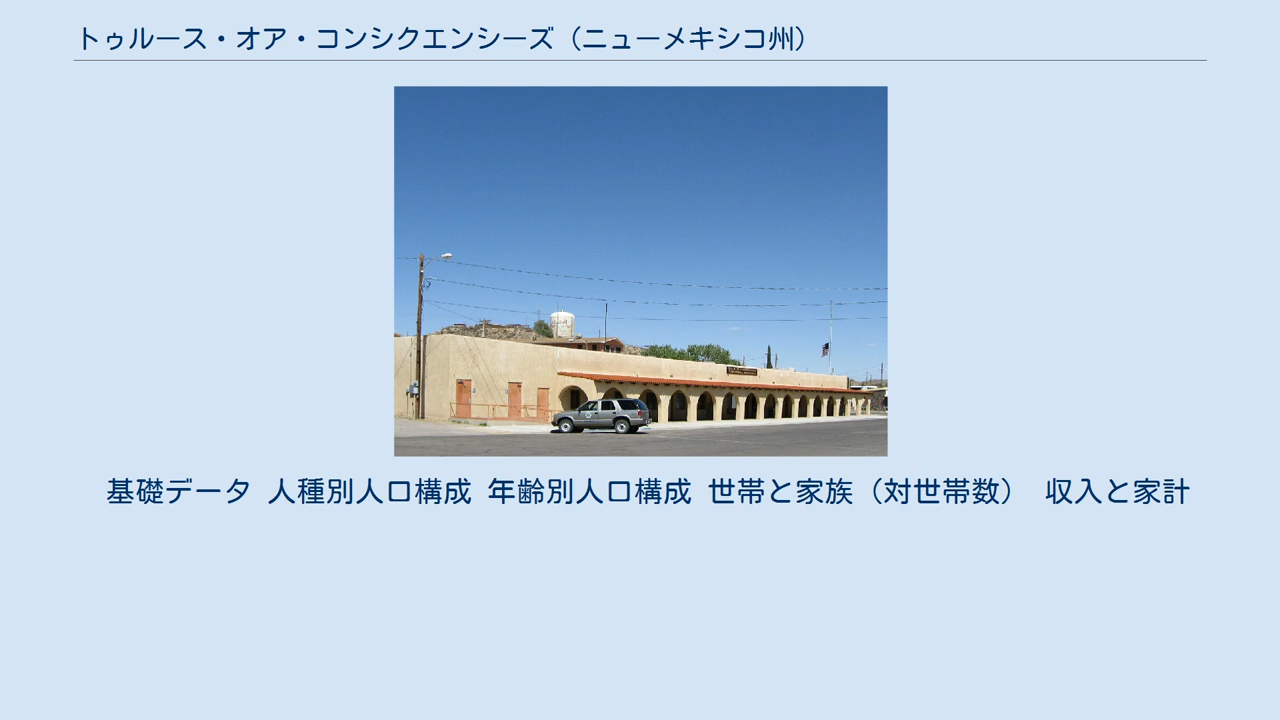 トゥルース・オア・コンシクエンシーズ（ニューメキシコ州）
基礎データ 人種別人口構成 年齢別人口構成 世帯と家族（対世帯数） 収入と家計